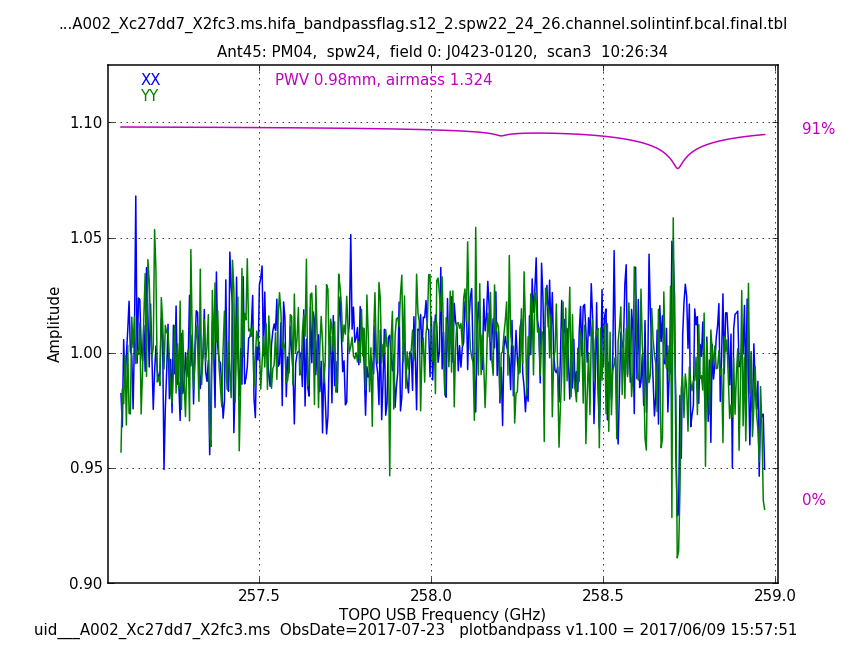 ...A002_Xc27dd7_X2fc3.ms.hifa_bandpassflag.s12_2.spw22_24_26.channel.solintinf.bcal.final.tbl
Ant45: PM04, spw24, field 0: J0423-0120, scan3 10:26:34
XX
YY
PWV 0.98mm, airmass 1.324
91%
0%
Amplitude
1.10
1.05
1.00
0.95
0.90
257.5
258.0
258.5
259.0
TOPO USB Frequency (GHz)
uid___A002_Xc27dd7_X2fc3.ms ObsDate=2017-07-23 plotbandpass v1.100 = 2017/06/09 15:57:51